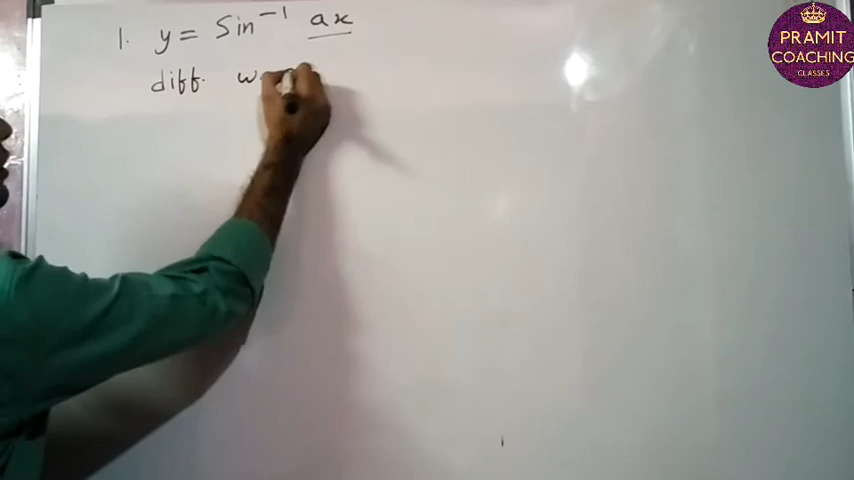 1. y = Sin⁻¹ ax
diff. w
PRAMIT
COACHING
CLASSES